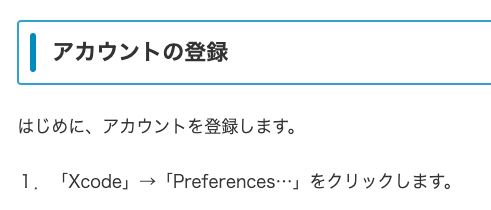 アカウントの登録
はじめに、アカウントを登録します。
１．「Xcode」→「Preferences…」をクリックします。